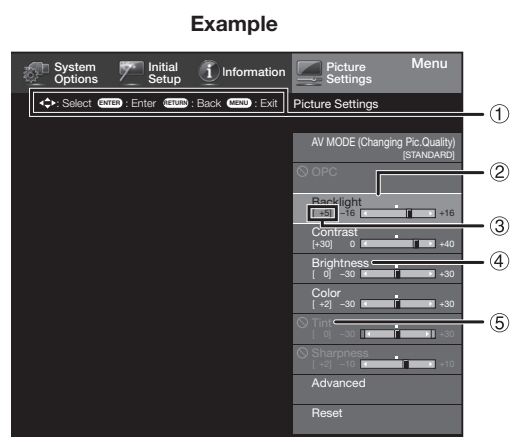 Example
System Options
Initial Setup
Information
Picture Settings
Menu
: Select ENTER : Enter RETURN : Back MENU : Exit
Picture Settings
①
AV MODE (Changing Pic.Quality)
[STANDARD]
OPC
②
Backlight
[ +5] −16 +16
③
Contrast
[+30] 0 +40
Brightness
④
[ 0] −30 +30
Color
[ +2] −30 +30
Tint
⑤
[ 0] −30 +30
Sharpness
[ +2] −10 +10
Advanced
Reset